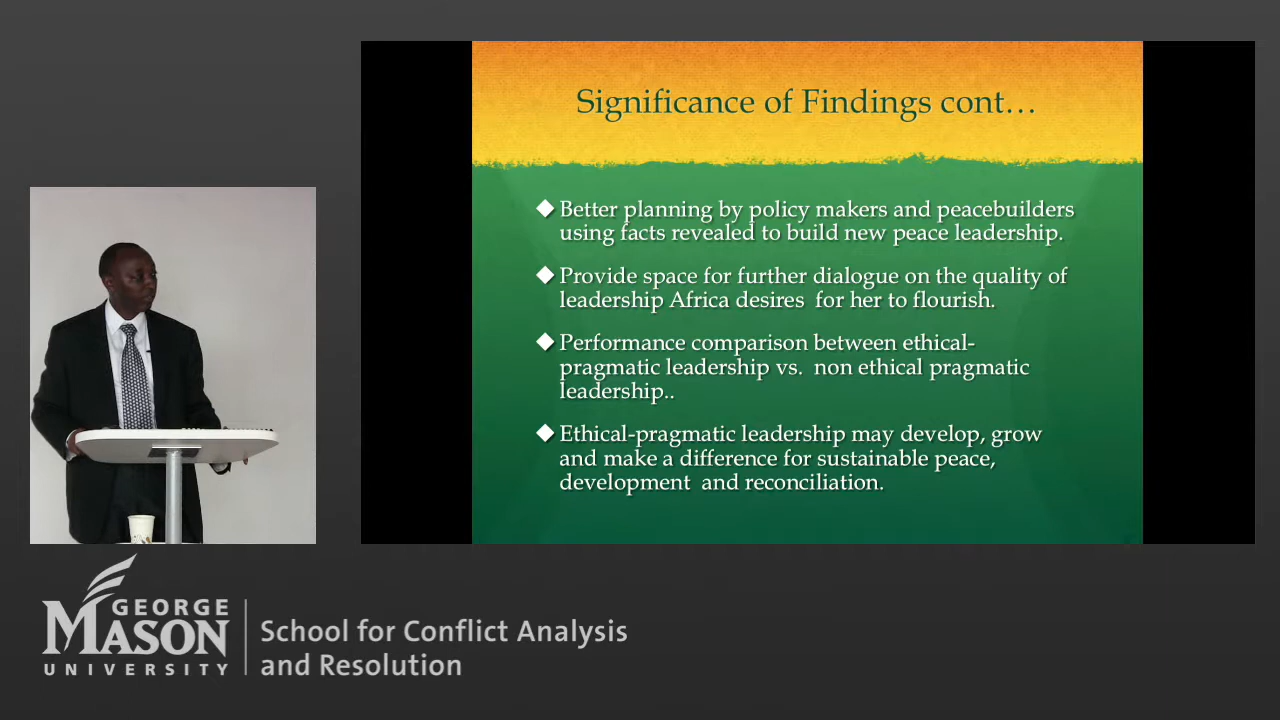 Significance of Findings cont…
Better planning by policy makers and peacebuilders
using facts revealed to build new peace leadership.
Provide space for further dialogue on the quality of
leadership Africa desires  for her to flourish.
Performance comparison between ethical-
pragmatic leadership vs.  non ethical pragmatic
leadership..
Ethical-pragmatic leadership may develop, grow
and make a difference for sustainable peace,
development  and reconciliation.
GEORGE
MASON
UNIVERSITY
School for Conflict Analysis
and Resolution